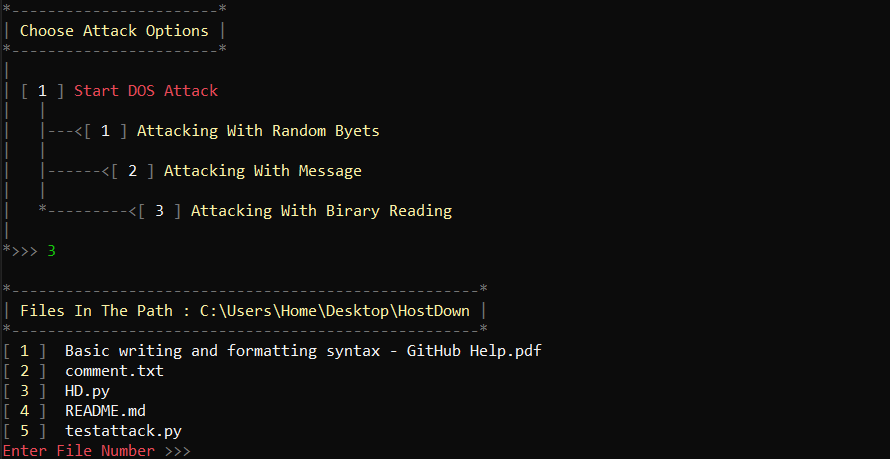 *-----------------------*
| Choose Attack Options |
*-----------------------*
|
| [ 1 ] Start DOS Attack
|   |
|   |---<[ 1 ] Attacking With Random Byets
|   |
|   |------<[ 2 ] Attacking With Message
|   |
|   *---------<[ 3 ] Attacking With Birary Reading
|
*>>> 3
*----------------------------------------------------*
| Files In The Path : C:\Users\Home\Desktop\HostDown |
*----------------------------------------------------*
[ 1 ]  Basic writing and formatting syntax - GitHub Help.pdf
[ 2 ]  comment.txt
[ 3 ]  HD.py
[ 4 ]  README.md
[ 5 ]  testattack.py
Enter File Number >>>